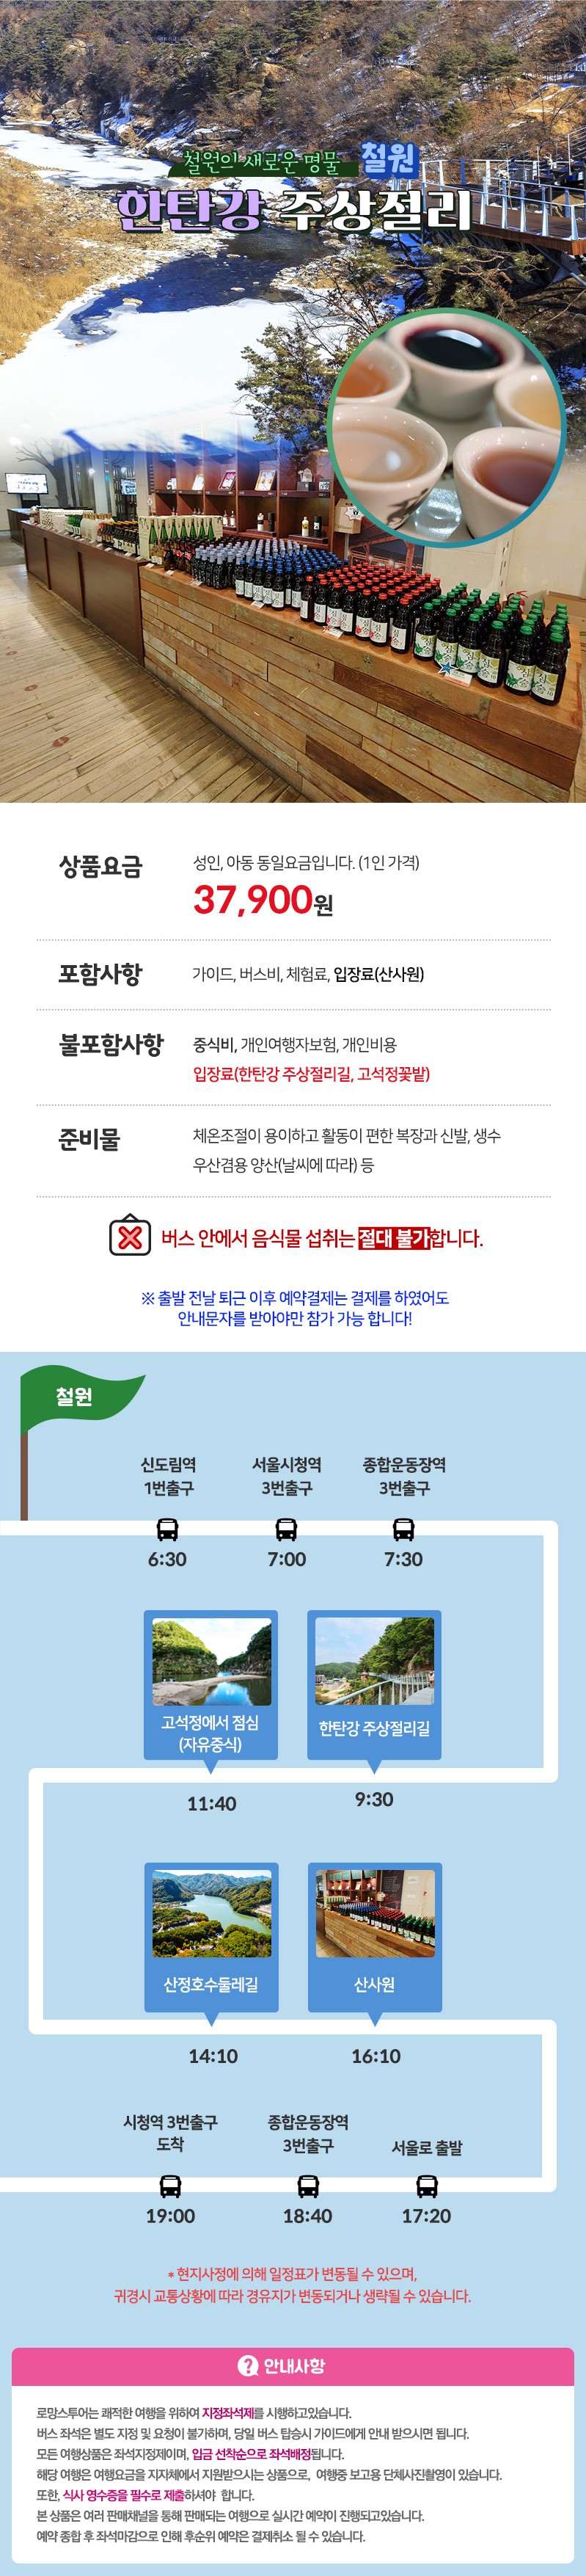 철원의 새로운 명물 철원
한탄강 주상절리
상품요금
성인, 아동 동일요금입니다. (1인 가격)
37,900원
포함사항
가이드, 버스비, 체험료, 입장료(산사원)
불포함사항
중식비, 개인여행자보험, 개인비용
입장료(한탄강 주상절리길, 고석정꽃밭)
준비물
체온조절이 용이하고 활동이 편한 복장과 신발, 생수
우산겸용 양산(날씨에 따라) 등
버스 안에서 음식물 섭취는 절대 불가합니다.
※ 출발 전날 퇴근 이후 예약결제는 결제를 하였어도
안내문자를 받아야만 참가 가능 합니다!
철원
신도림역 서울시청역 종합운동장역
1번출구 3번출구 3번출구
6:30 7:00 7:30
고석정에서 점심
(자유중식)
한탄강 주상절리길
11:40 9:30
산정호수둘레길 산사원
14:10 16:10
시청역 3번출구
도착
종합운동장역
3번출구
서울로 출발
19:00 18:40 17:20
* 현지사정에 의해 일정표가 변동될 수 있으며,
귀경시 교통상황에 따라 경유지가 변동되거나 생략될 수 있습니다.
? 안내사항
로망스투어는 쾌적한 여행을 위하여 지정좌석제를 시행하고있습니다.
버스 좌석은 별도 지정 및 요청이 불가하며, 당일 버스 탑승시 가이드에게 안내 받으시면 됩니다.
모든 여행상품은 좌석지정제이며, 입금 선착순으로 좌석배정됩니다.
해당 여행은 여행요금을 지자체에서 지원받으시는 상품으로, 여행중 보고용 단체사진촬영이 있습니다.
또한, 식사 영수증을 필수로 제출하셔야 합니다.
본 상품은 여러 판매채널을 통해 판매되는 여행으로 실시간 예약이 진행되고있습니다.
예약 종합 후 좌석마감으로 인해 후순위 예약은 결제취소 될 수 있습니다.